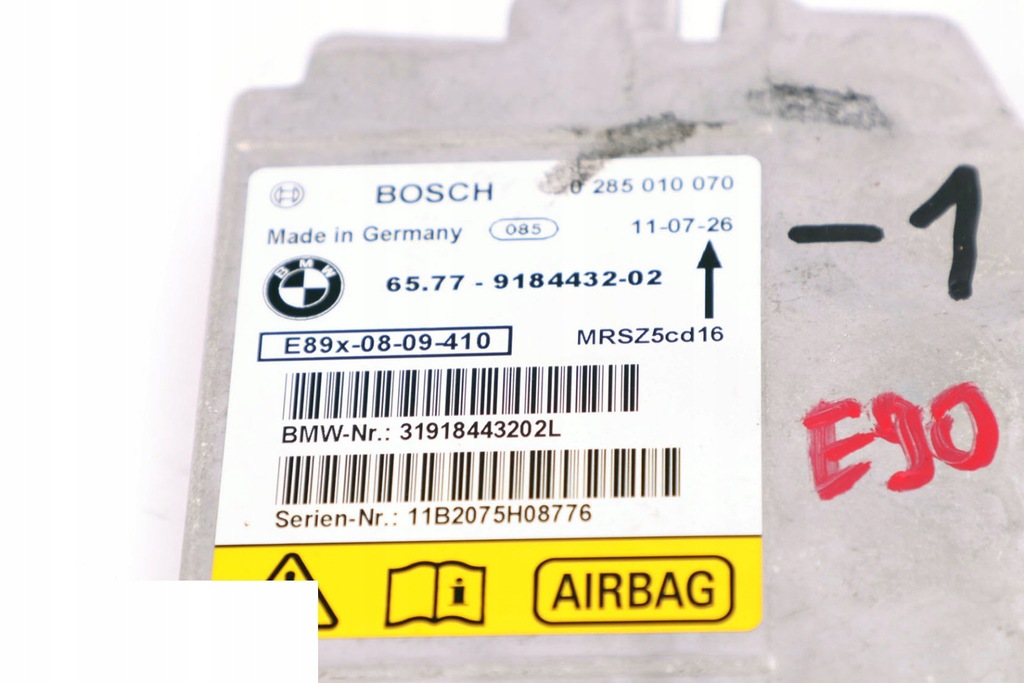 BOSCH 0 285 010 070
Made in Germany 085 11-07-26
BMW 65.77 - 9184432-02
E89x-08-09-410 MRSZ5cd16
BMW-Nr.: 31918443202L
Serien-Nr.: 11B2075H08776
i AIRBAG
-1
E90